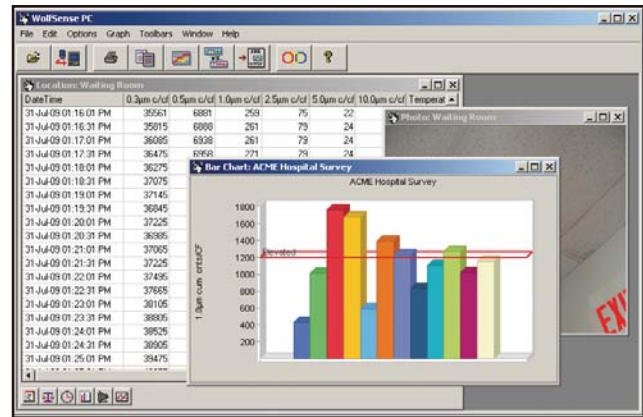 WolfSense PC
File Edit Options Graph Toolbars Window Help
Location: Waiting Room
DateTime 0.3µm c/cf 0.5µm c/cf 1.0µm c/cf 2.5µm c/cf 5.0µm c/cf 10.0µm c/cf Temperat
31-Jul-09 01:16:01 PM 35561 6881 259 75 22
31-Jul-09 01:16:31 PM 35815 6888 261 79 24
31-Jul-09 01:17:01 PM 36085 6938 261 79 24
31-Jul-09 01:17:31 PM 36475 6958 271 79 24
31-Jul-09 01:18:01 PM 36275
31-Jul-09 01:18:31 PM 37075
31-Jul-09 01:19:01 PM 37145
31-Jul-09 01:19:31 PM 36845
31-Jul-09 01:20:01 PM 37225
31-Jul-09 01:20:31 PM 36985
31-Jul-09 01:21:01 PM 37065
31-Jul-09 01:21:31 PM 37225
31-Jul-09 01:22:01 PM 37495
31-Jul-09 01:22:31 PM 37665
31-Jul-09 01:23:01 PM 38105
31-Jul-09 01:23:31 PM 38805
31-Jul-09 01:24:01 PM 38525
31-Jul-09 01:24:31 PM 38905
31-Jul-09 01:25:01 PM 39475
Photo: Waiting Room
EXI
Bar Chart: ACME Hospital Survey
ACME Hospital Survey
1.0µm cum. cnts/CF
1800
1600
1400
1200
1000
800
600
400
200
Elevated